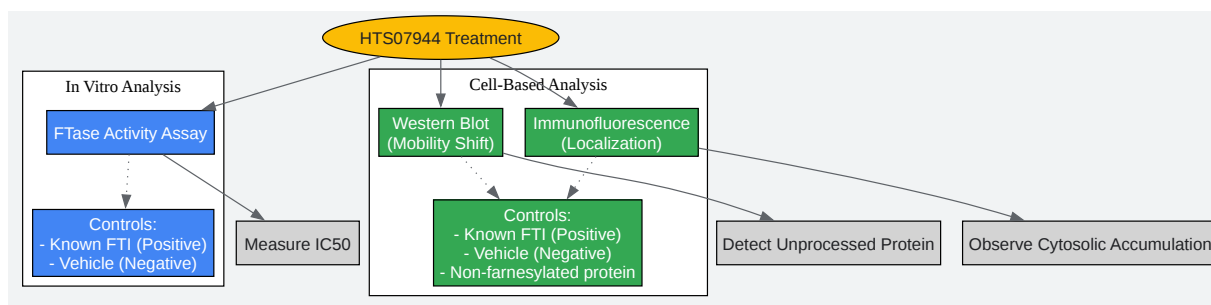 HTS07944 Treatment
In Vitro Analysis
Cell-Based Analysis
FTase Activity Assay
Western Blot
(Mobility Shift)
Immunofluorescence
(Localization)
Controls:
- Known FTI (Positive)
- Vehicle (Negative)
Measure IC50
Controls:
- Known FTI (Positive)
- Vehicle (Negative)
- Non-farnesylated protein
Detect Unprocessed Protein
Observe Cytosolic Accumulation